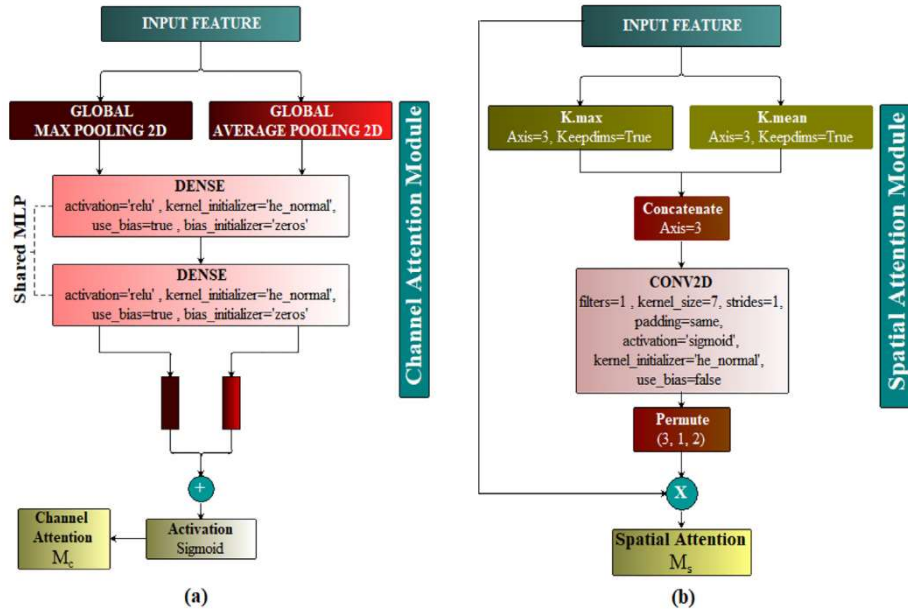 INPUT FEATURE
GLOBAL
MAX POOLING 2D
GLOBAL
AVERAGE POOLING 2D
DENSE
activation='relu' , kernel_initializer='he_normal',
use_bias=true , bias_initializer='zeros'
DENSE
activation='relu' , kernel_initializer='he_normal',
use_bias=true , bias_initializer='zeros'
Shared MLP
+
Activation
Sigmoid
Channel
Attention
Mc
Channel Attention Module
(a)
INPUT FEATURE
K.max
Axis=3, Keepdims=True
K.mean
Axis=3, Keepdims=True
Concatenate
Axis=3
CONV2D
filters=1 , kernel_size=7, strides=1,
padding=same,
activation='sigmoid',
kernel_initializer='he_normal',
use_bias=false
Permute
(3, 1, 2)
X
Spatial Attention
Ms
Spatial Attention Module
(b)